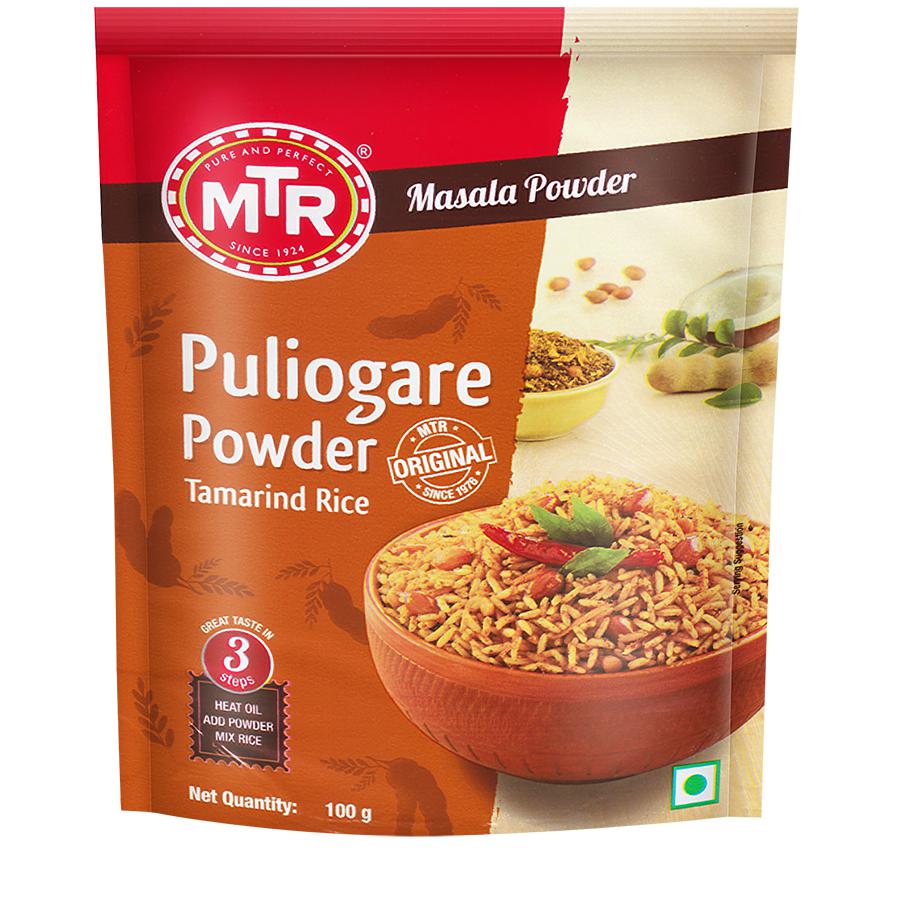 PURE AND PERFECT
®
MTR
SINCE 1924
Masala Powder
Puliogare
Powder
Tamarind Rice
MTR
ORIGINAL
SINCE 1976
Serving Suggestion
GREAT TASTE IN
3
steps
HEAT OIL
ADD POWDER
MIX RICE
Net Quantity: 100 g